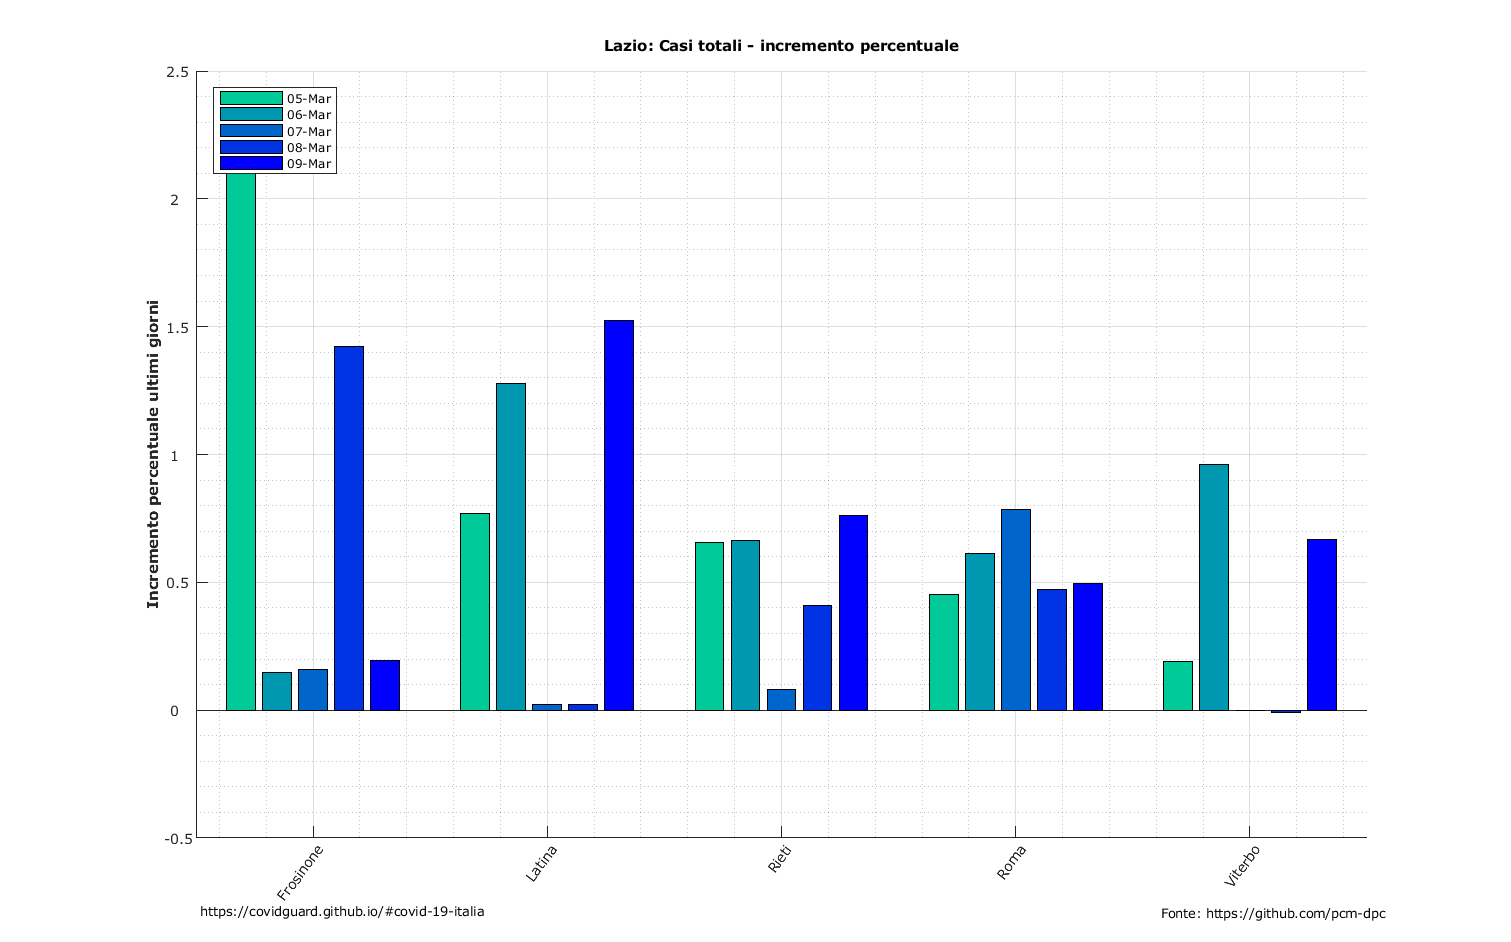 Lazio: Casi totali - incremento percentuale
2.5
2
1.5
1
0.5
0
-0.5
Incremento percentuale ultimi giorni
05-Mar
06-Mar
07-Mar
08-Mar
09-Mar
Frosinone
Latina
Rieti
Roma
Viterbo
https://covidguard.github.io/#covid-19-italia
Fonte: https://github.com/pcm-dpc